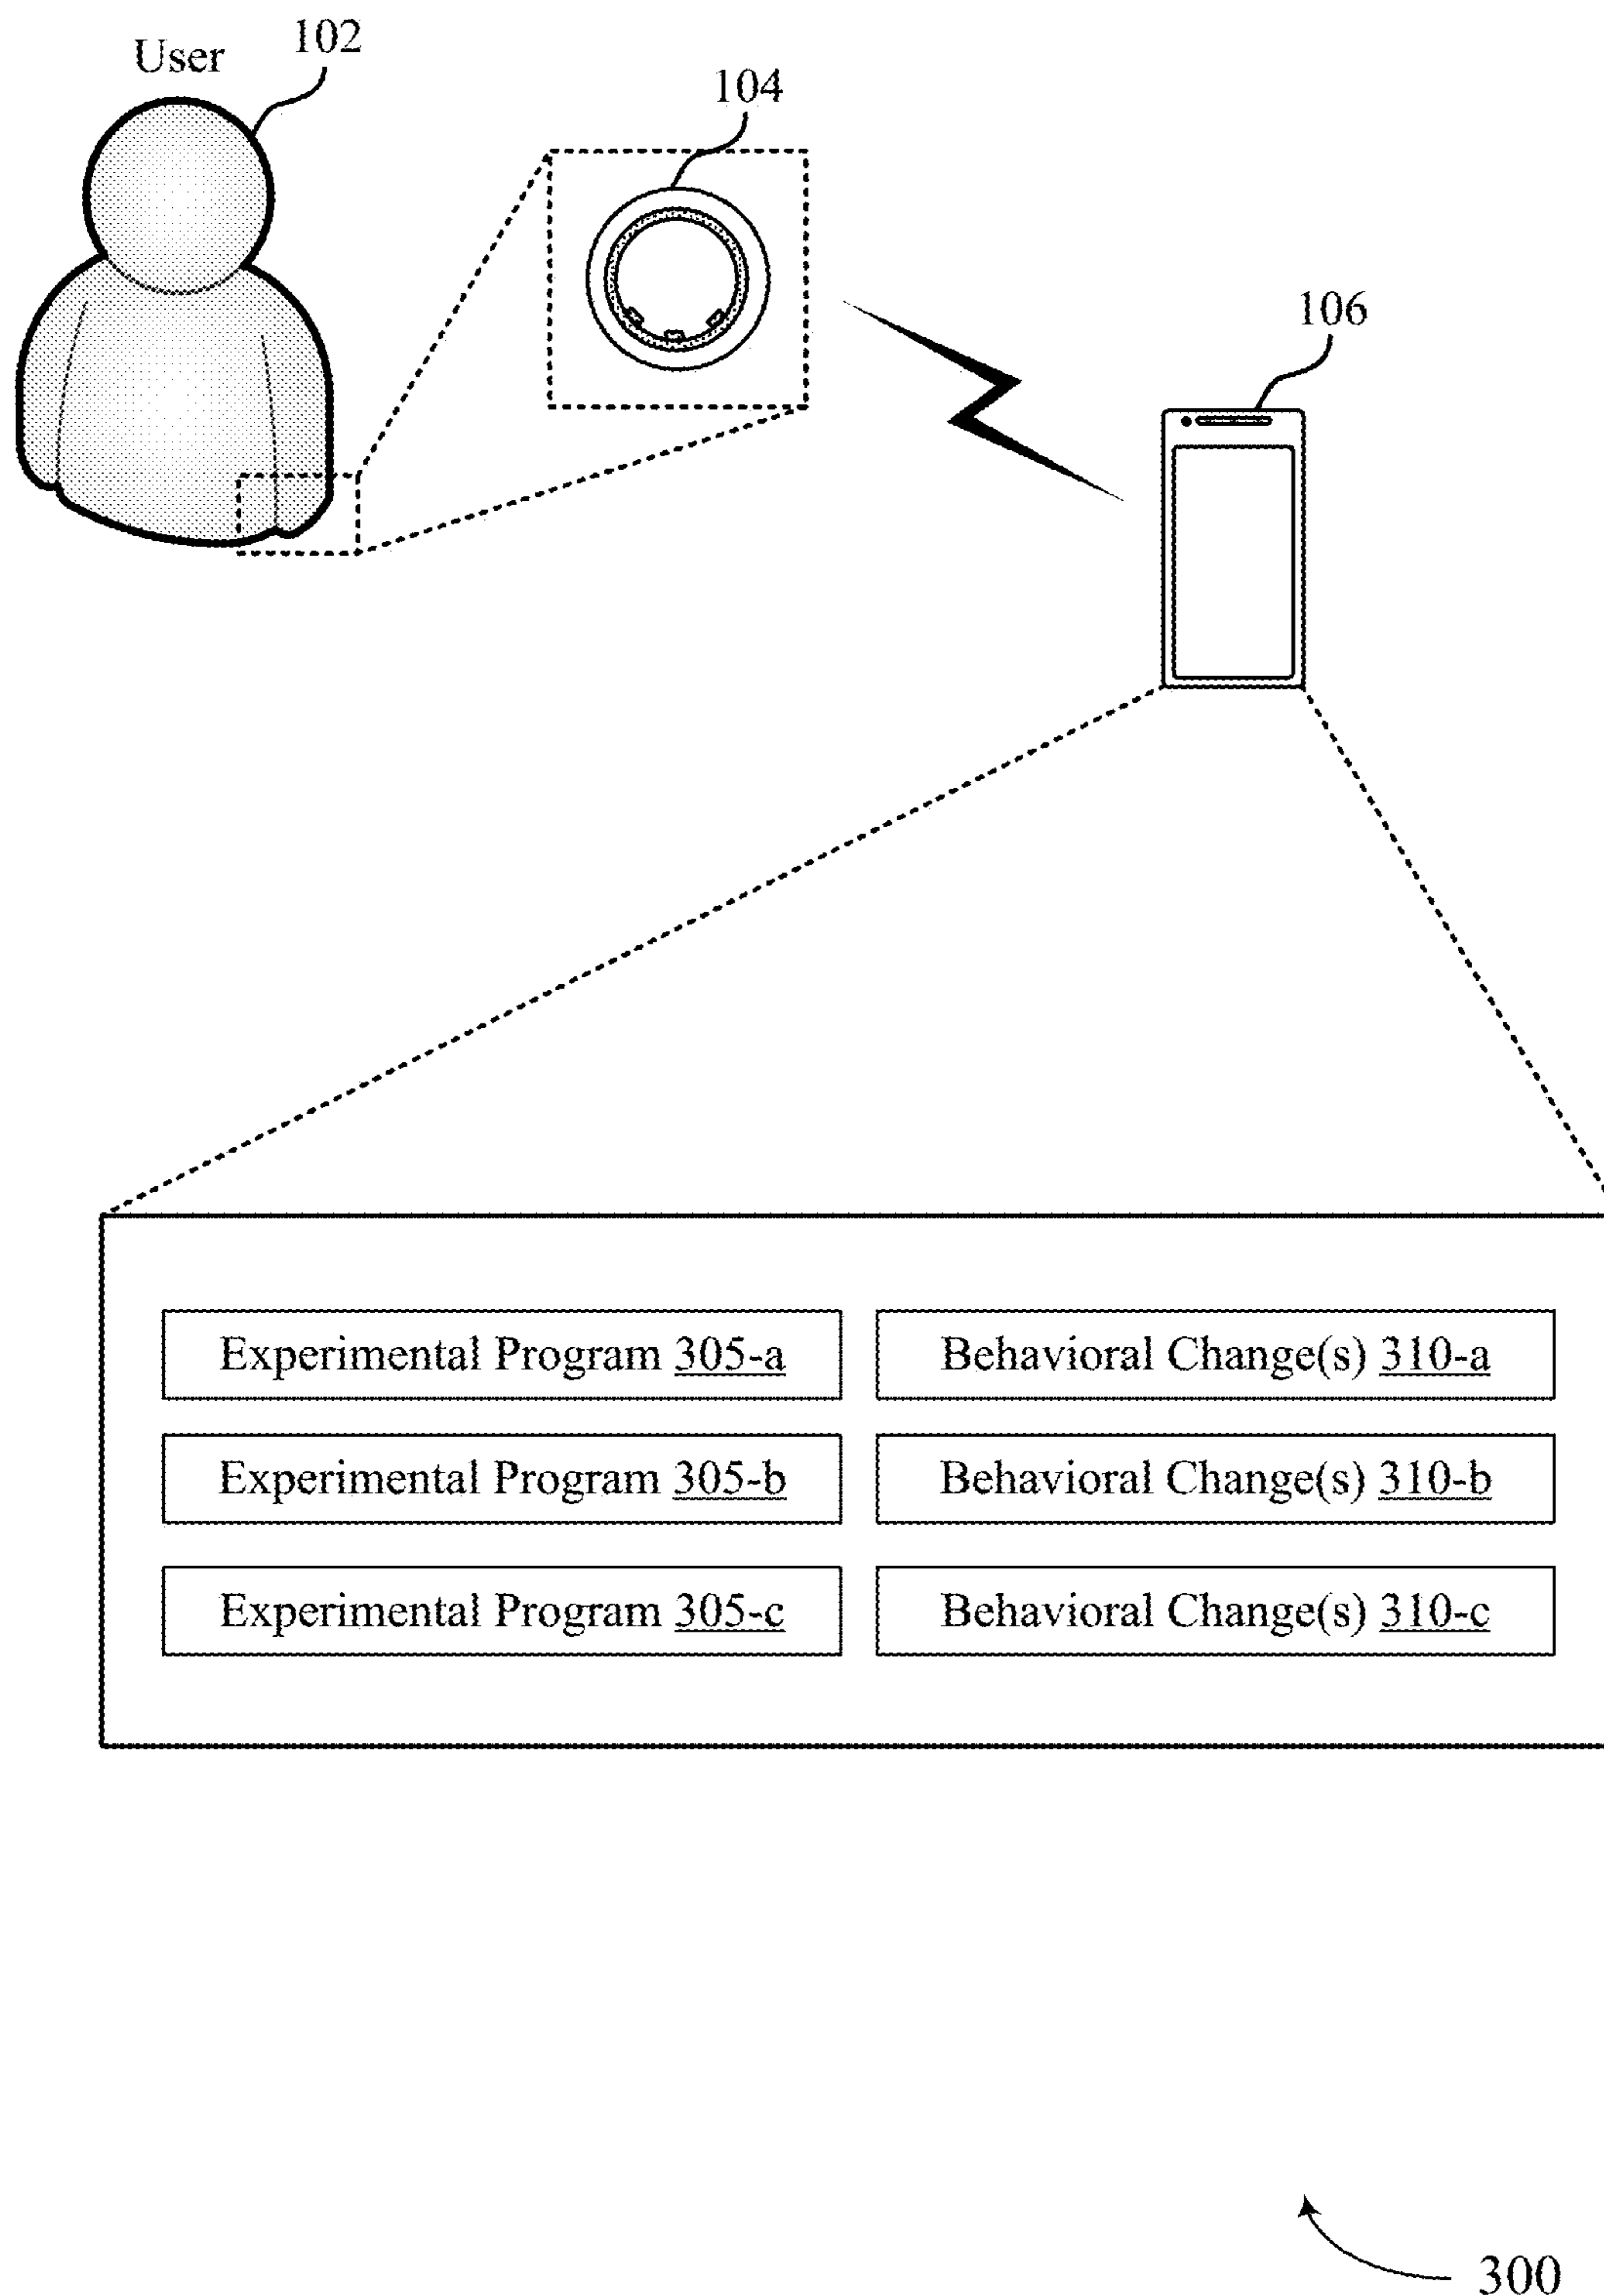 User 102
104
106
Experimental Program 305-a Behavioral Change(s) 310-a
Experimental Program 305-b Behavioral Change(s) 310-b
Experimental Program 305-c Behavioral Change(s) 310-c
300